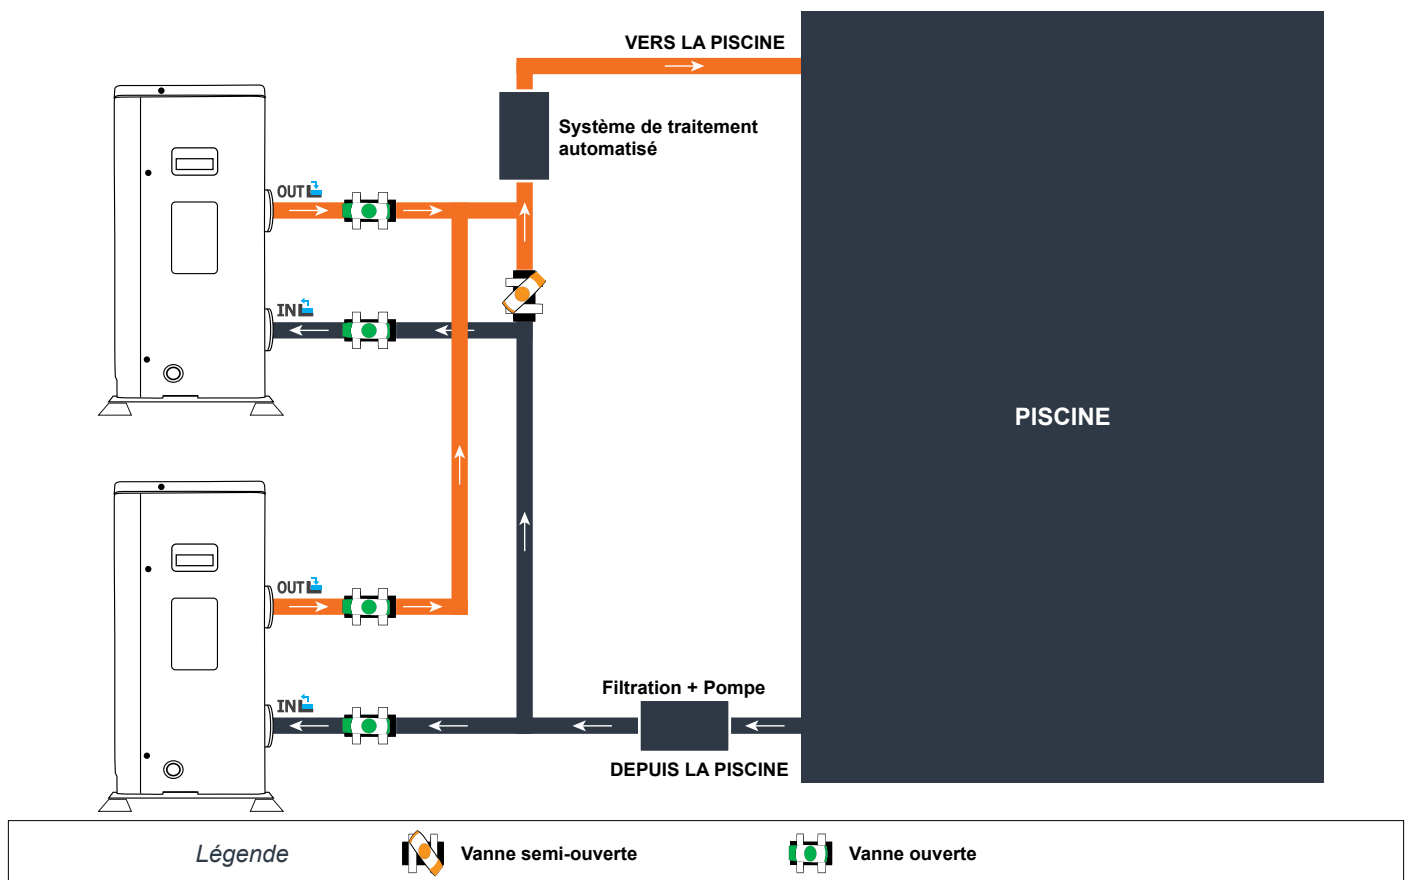 VERS LA PISCINE
Système de traitement
automatisé
OUT
IN
PISCINE
OUT
IN
Filtration + Pompe
DEPUIS LA PISCINE
Légende
Vanne semi-ouverte
Vanne ouverte